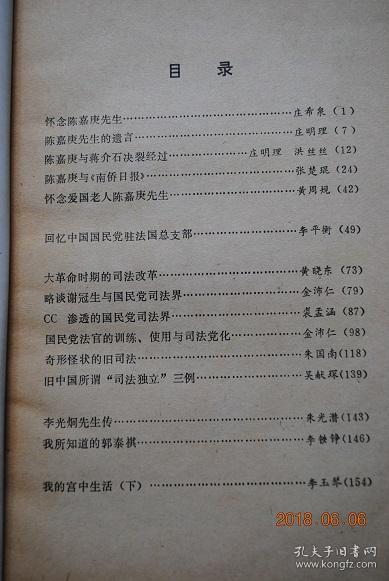 目 录
怀念陈嘉庚先生……庄希泉(1)
陈嘉庚先生的遗言……庄明理(7)
陈嘉庚与蒋介石决裂经过……庄明理 洪丝丝(12)
陈嘉庚与《南侨日报》……张楚琨(24)
怀念爱国老人陈嘉庚先生……黄周规(42)
回忆中国国民党驻法国总支部……李平衡(49)
大革命时期的司法改革……黄晓东(73)
略谈谢冠生与国民党司法界……金沛仁(79)
CC 渗透的国民党司法界……裘孟涵(87)
国民党法官的训练、使用与司法党化……金沛仁(98)
奇形怪状的旧司法……朱国南(118)
旧中国所谓“司法独立”三例……吴献琛(139)
李光炯先生传……朱光潜(143)
我所知道的郭泰祺……李蚀铮(146)
我的宫中生活（下）……李玉琴(154)
2018.06.06
孔夫子旧书网
www.kongfz.com